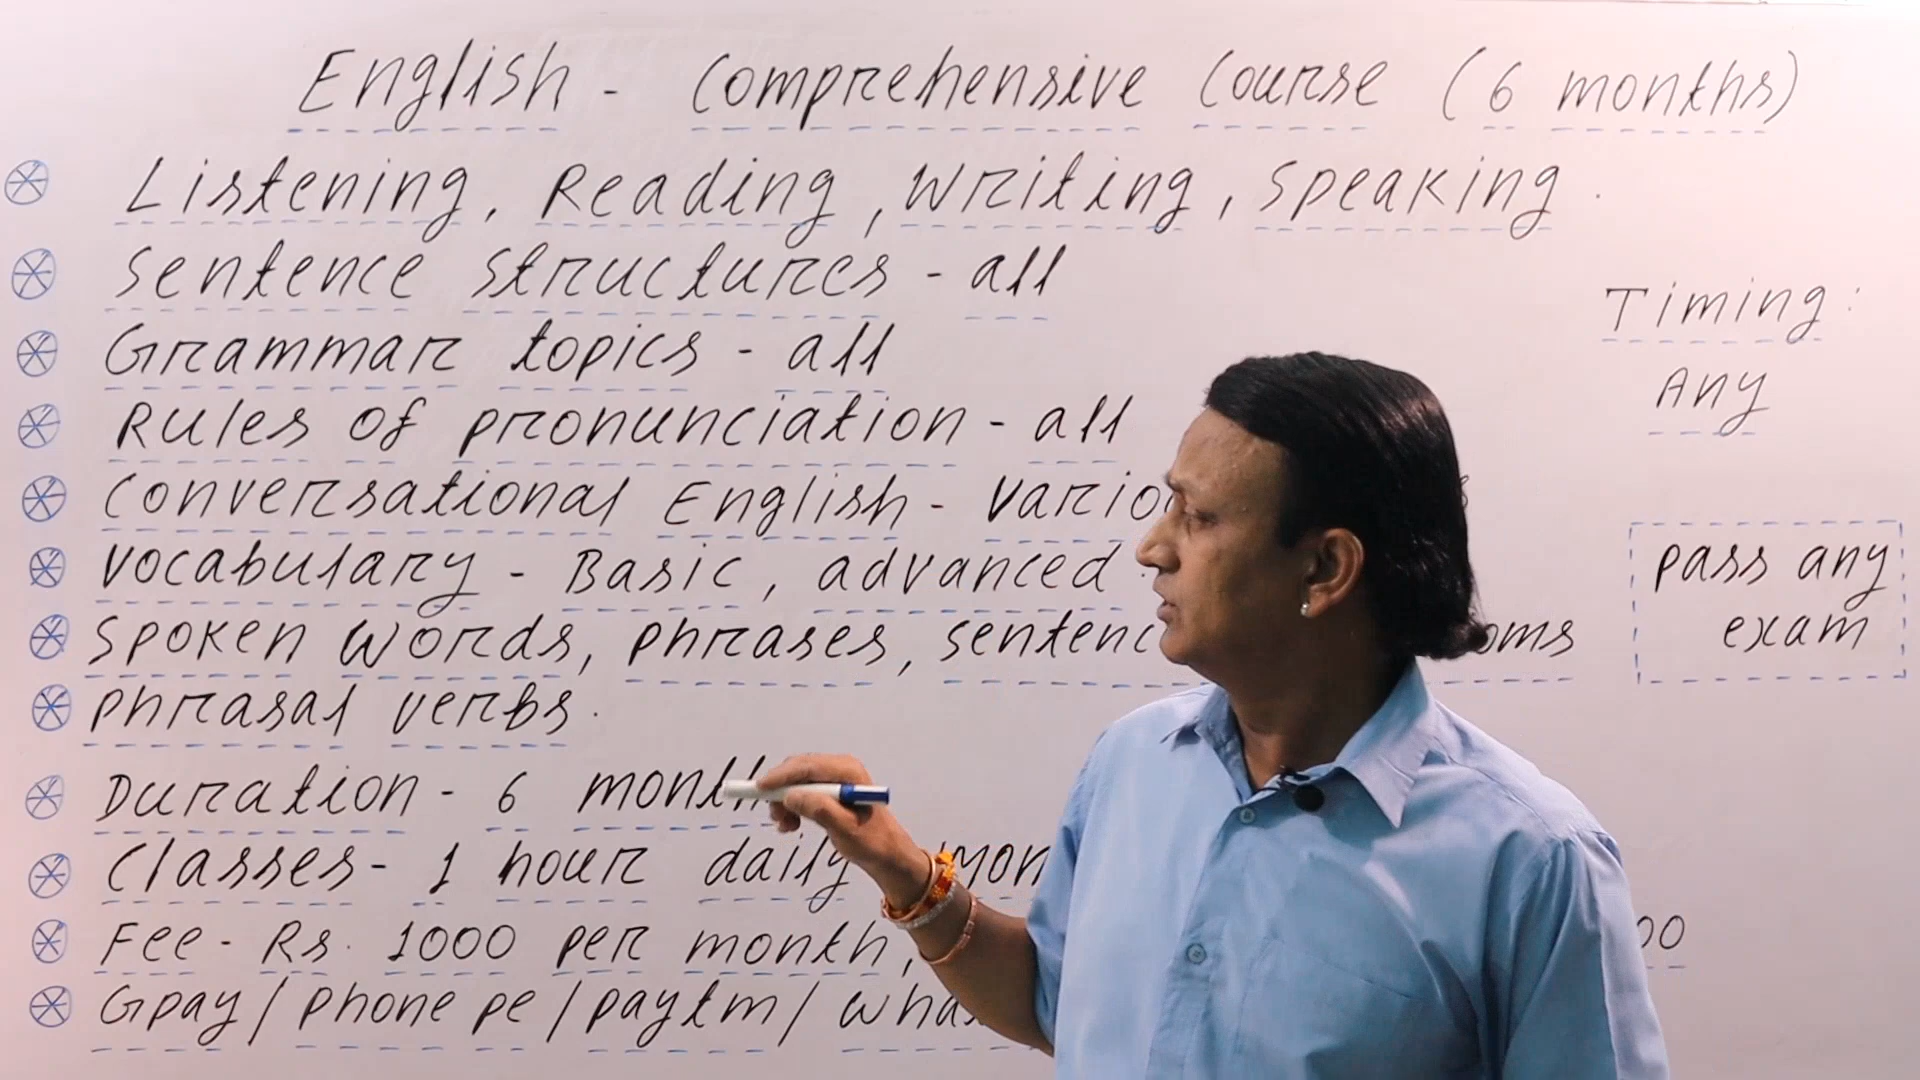 English - Comprehensive Course (6 months)
Listening, Reading, Writing, Speaking.
Sentence structures - all
Timing:
Grammar topics - all
Any
Rules of pronunciation - all
Conversational English -
Vocabulary - Basic, advanced.
pass any
exam
Spoken words, phrases,
Phrasal verbs.
Duration - 6
Classes - 1 hour daily
Fee - Rs. 1000 per month,
Gpay / phone pe / paytm /